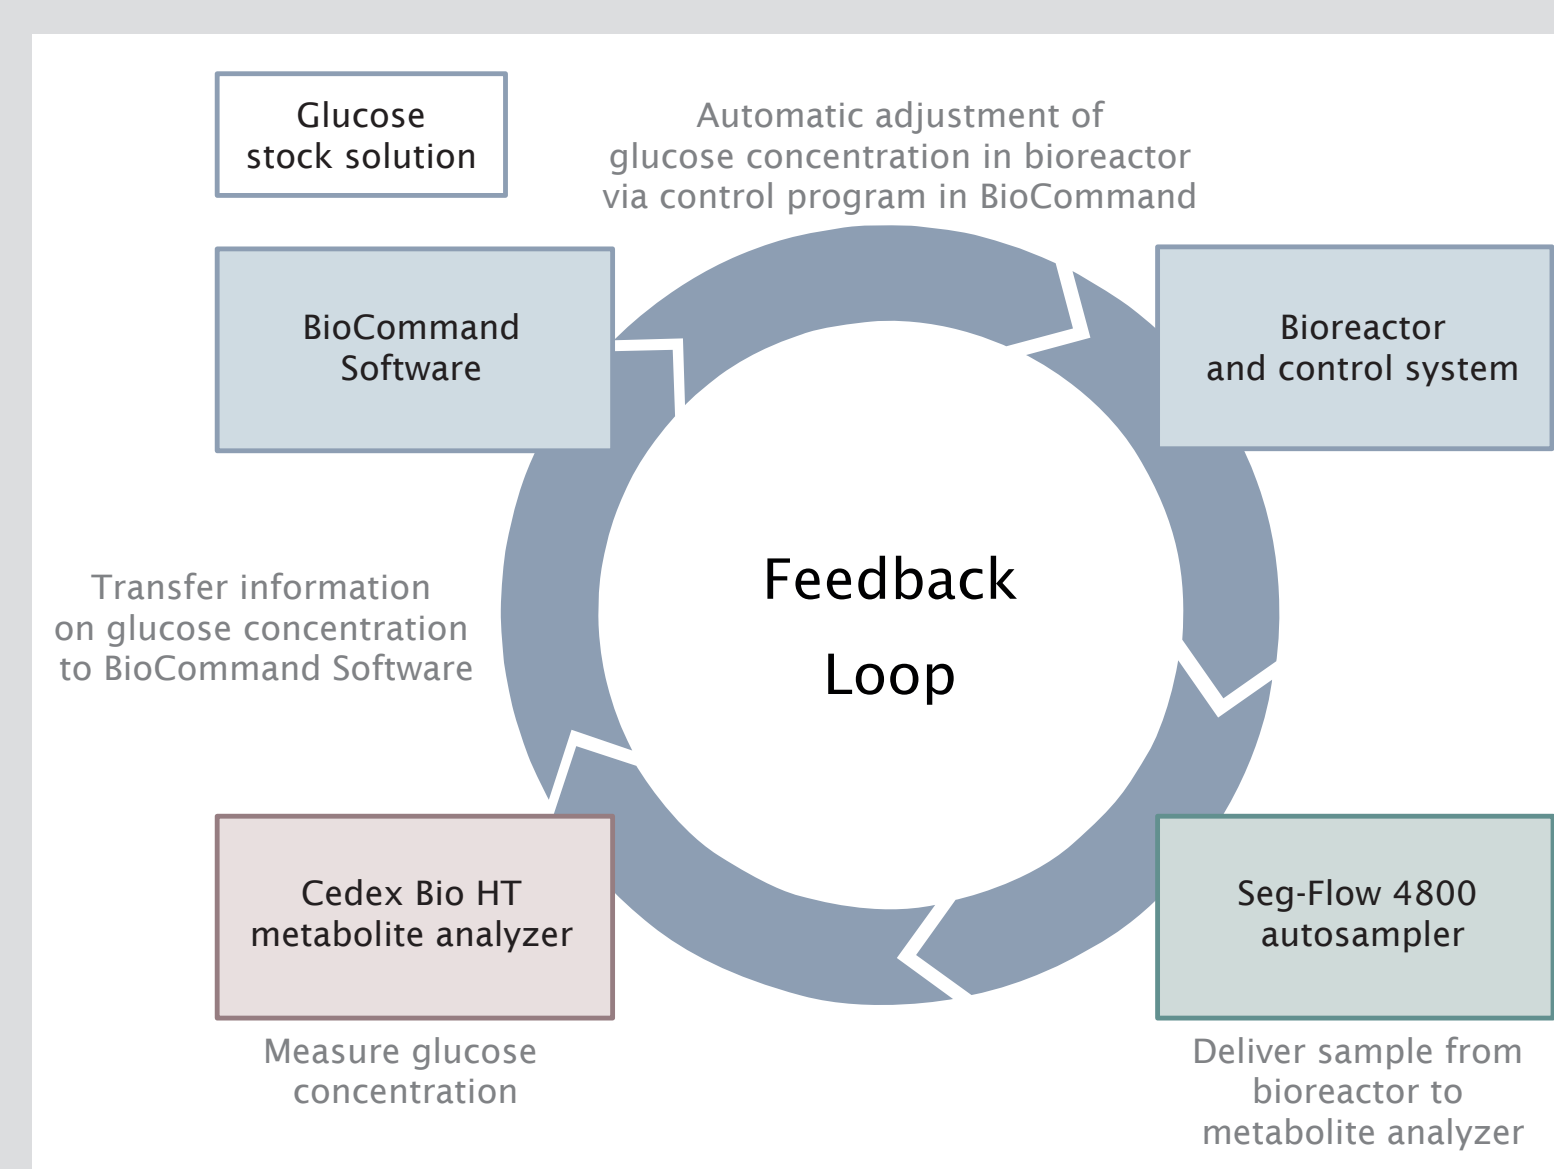 Glucose
stock solution
Automatic adjustment of
glucose concentration in bioreactor
via control program in BioCommand
BioCommand
Software
Bioreactor
and control system
Feedback
Loop
Transfer information
on glucose concentration
to BioCommand Software
Cedex Bio HT
metabolite analyzer
Seg-Flow 4800
autosampler
Measure glucose
concentration
Deliver sample from
bioreactor to
metabolite analyzer